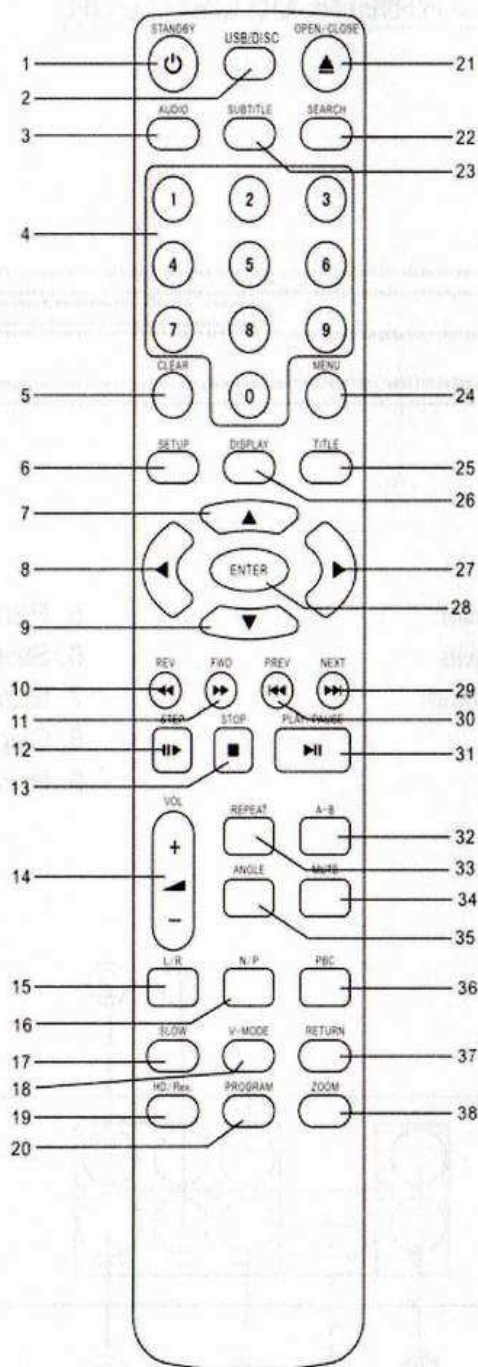 STANDBY USB/DISC OPEN/CLOSE
1 21
2
AUDIO SUBTITLE SEARCH
3 22
23
1 2 3
4
4 5 6
7 8 9
CLEAR MENU
5 0 24
SETUP DISPLAY TITLE
6 25
26
7
8 ENTER 27
28
9
REV FWD PREV NEXT
10 29
11 30
STEP STOP PLAY/PAUSE
12 31
13
VOL
REPEAT A-B
+ 32
33
14 ANGLE MUTE
34
− 35
L/R N/P PBC
15 36
16
SLOW V-MODE RETURN
17 37
18
HD/Rev. PROGRAM ZOOM
19 38
20